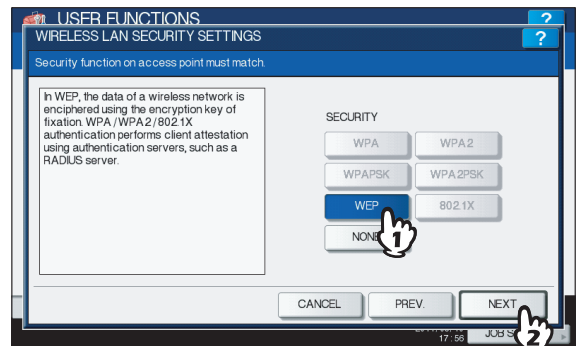 USER FUNCTIONS
?
WIRELESS LAN SECURITY SETTINGS
?
Security function on access point must match.
In WEP, the data of a wireless network is
enciphered using the encryption key of
fixation. WPA/WPA2/802.1X
authentication performs client attestation
using authentication servers, such as a
RADIUS server.
SECURITY
WPA
WPA2
WPAPSK
WPA2PSK
WEP
802.1X
NONE
1
CANCEL
PREV.
NEXT
17:56
JOB S
2